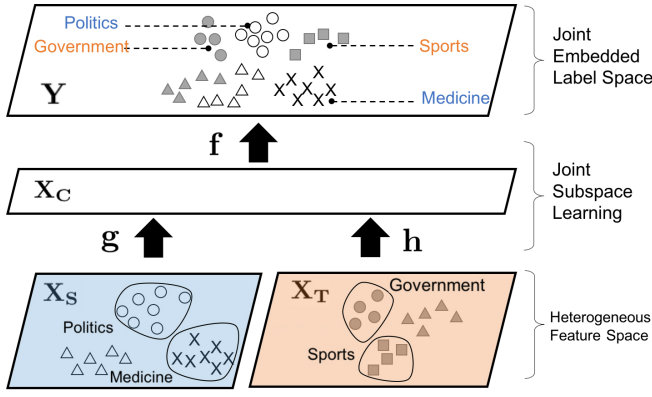 Politics
Government
Sports
Medicine
Y
Joint
Embedded
Label Space
f
X_C
Joint
Subspace
Learning
g
h
X_S
Politics
Medicine
X_T
Government
Sports
Heterogeneous
Feature Space